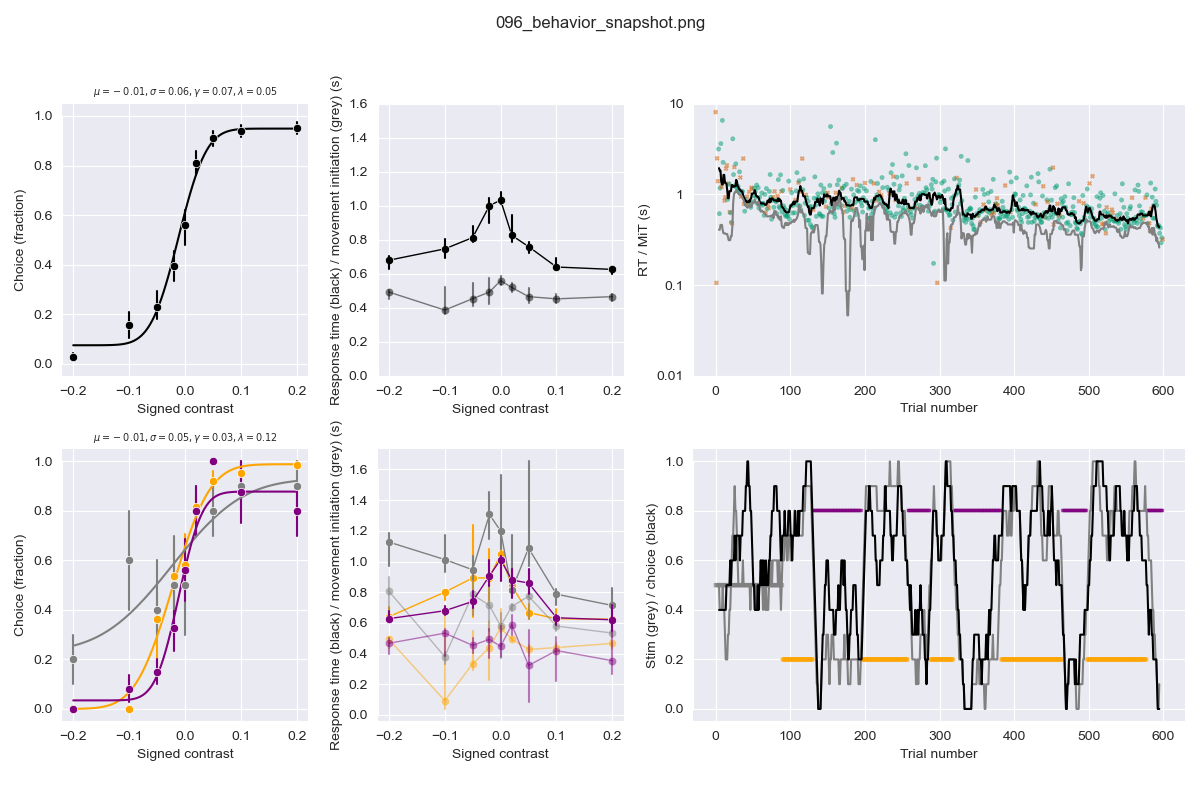 096_behavior_snapshot.png
μ = − 0.01, σ = 0.06, γ = 0.07, λ = 0.05
Choice (fraction)
1.0
0.8
0.6
0.4
0.2
0.0
−0.2 −0.1 0.0 0.1 0.2
Signed contrast
Response time (black) / movement initiation (grey) (s)
1.6
1.4
1.2
1.0
0.8
0.6
0.4
0.2
0.0
−0.2 −0.1 0.0 0.1 0.2
Signed contrast
RT / MiT (s)
10
1
0.1
0.01
0 100 200 300 400 500 600
Trial number
μ = − 0.01, σ = 0.05, γ = 0.03, λ = 0.12
Choice (fraction)
1.0
0.8
0.6
0.4
0.2
0.0
−0.2 −0.1 0.0 0.1 0.2
Signed contrast
Response time (black) / movement initiation (grey) (s)
1.6
1.4
1.2
1.0
0.8
0.6
0.4
0.2
0.0
−0.2 −0.1 0.0 0.1 0.2
Signed contrast
Stim (grey) / choice (black)
1.0
0.8
0.6
0.4
0.2
0.0
0 100 200 300 400 500 600
Trial number